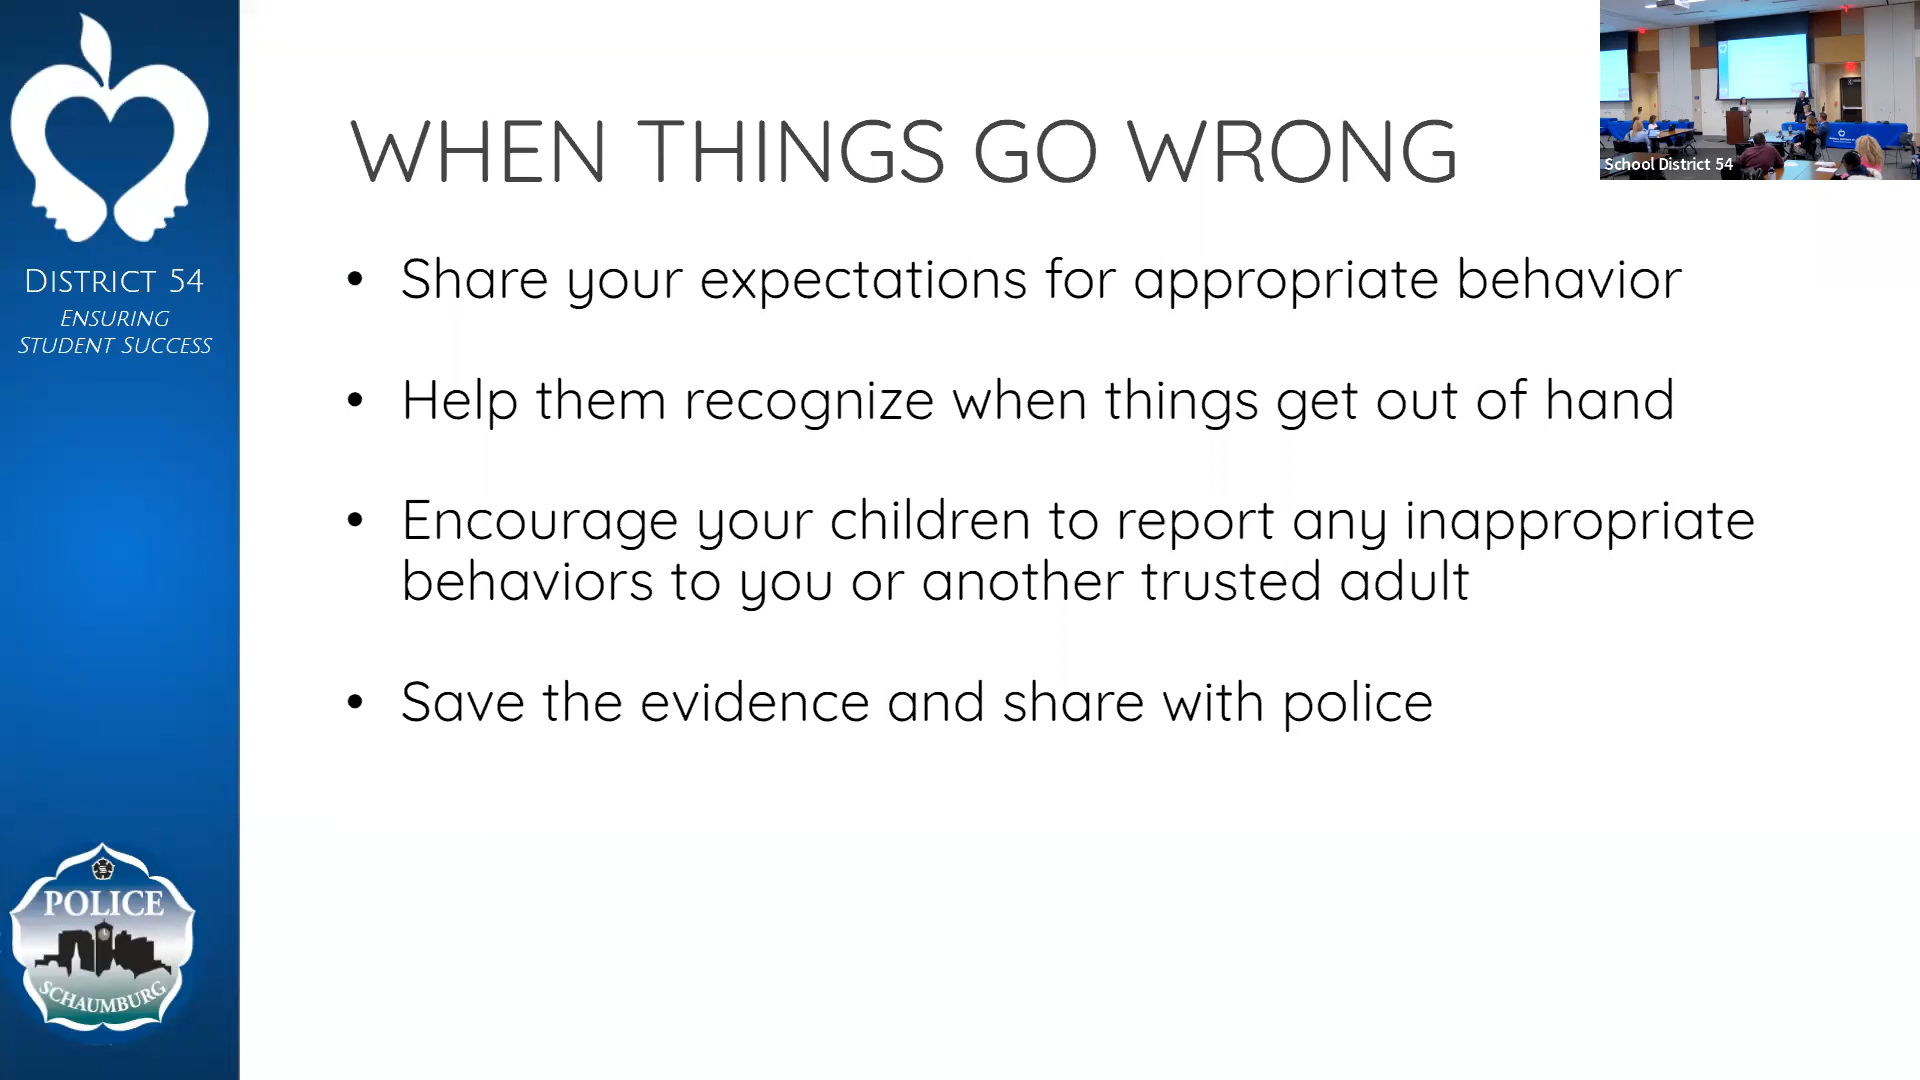 WHEN THINGS GO WRONG
• Share your expectations for appropriate behavior
• Help them recognize when things get out of hand
• Encourage your children to report any inappropriate
behaviors to you or another trusted adult
• Save the evidence and share with police
DISTRICT 54
ENSURING
STUDENT SUCCESS
POLICE
SCHAUMBURG
School District 54